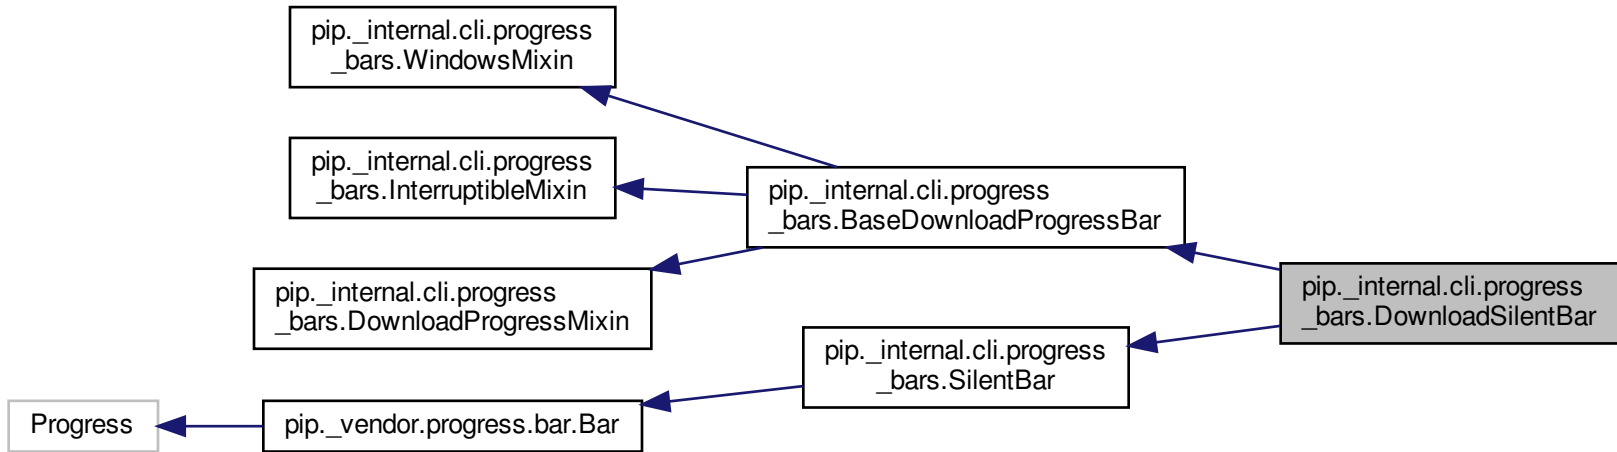 pip._internal.cli.progress
_bars.WindowsMixin
pip._internal.cli.progress
_bars.InterruptibleMixin
pip._internal.cli.progress
_bars.BaseDownloadProgressBar
pip._internal.cli.progress
_bars.DownloadProgressMixin
pip._internal.cli.progress
_bars.DownloadSilentBar
pip._internal.cli.progress
_bars.SilentBar
Progress
pip._vendor.progress.bar.Bar